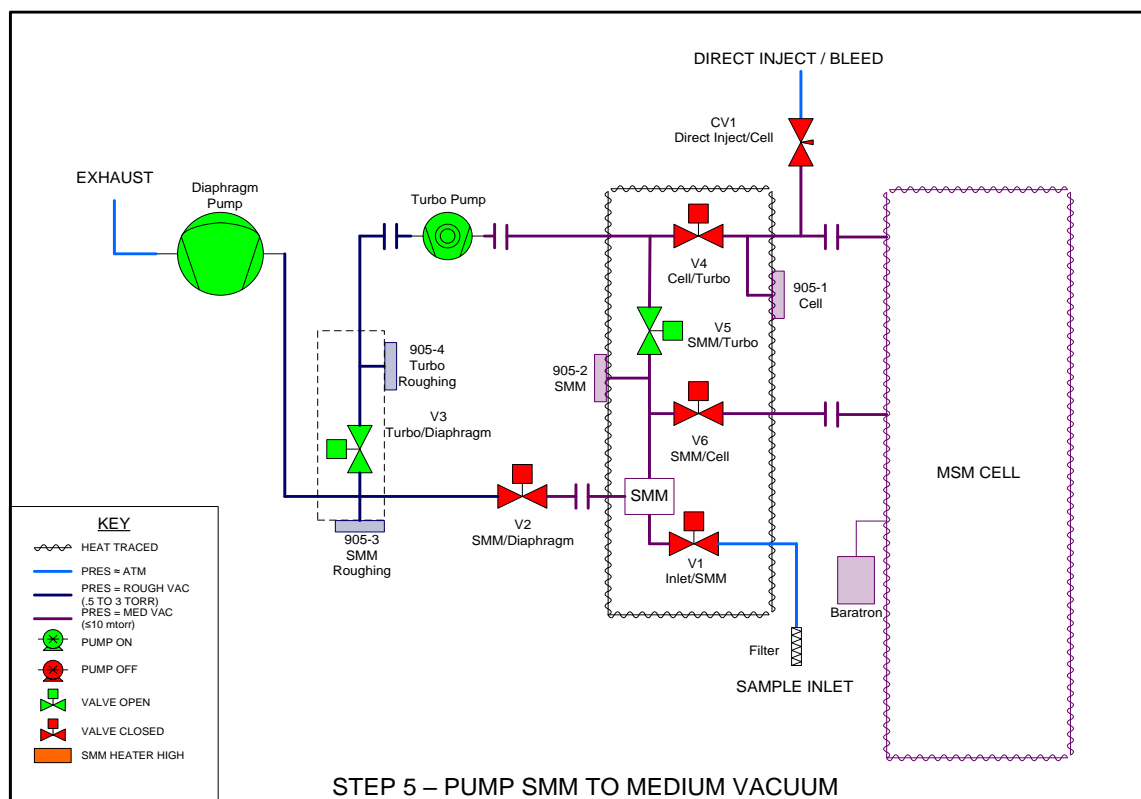 DIRECT INJECT / BLEED
CV1
Direct Inject/Cell
EXHAUST
Diaphragm
Pump
Turbo Pump
V4
Cell/Turbo
905-1
Cell
V5
SMM/Turbo
905-4
Turbo
Roughing
905-2
SMM
V3
Turbo/Diaphragm
V6
SMM/Cell
MSM CELL
SMM
V2
SMM/Diaphragm
905-3
SMM
Roughing
V1
Inlet/SMM
Baratron
Filter
SAMPLE INLET
KEY
HEAT TRACED
PRES ≈ ATM
PRES = ROUGH VAC
(.5 TO 3 TORR)
PRES = MED VAC
(≤10 mtorr)
PUMP ON
PUMP OFF
VALVE OPEN
VALVE CLOSED
SMM HEATER HIGH
STEP 5 – PUMP SMM TO MEDIUM VACUUM